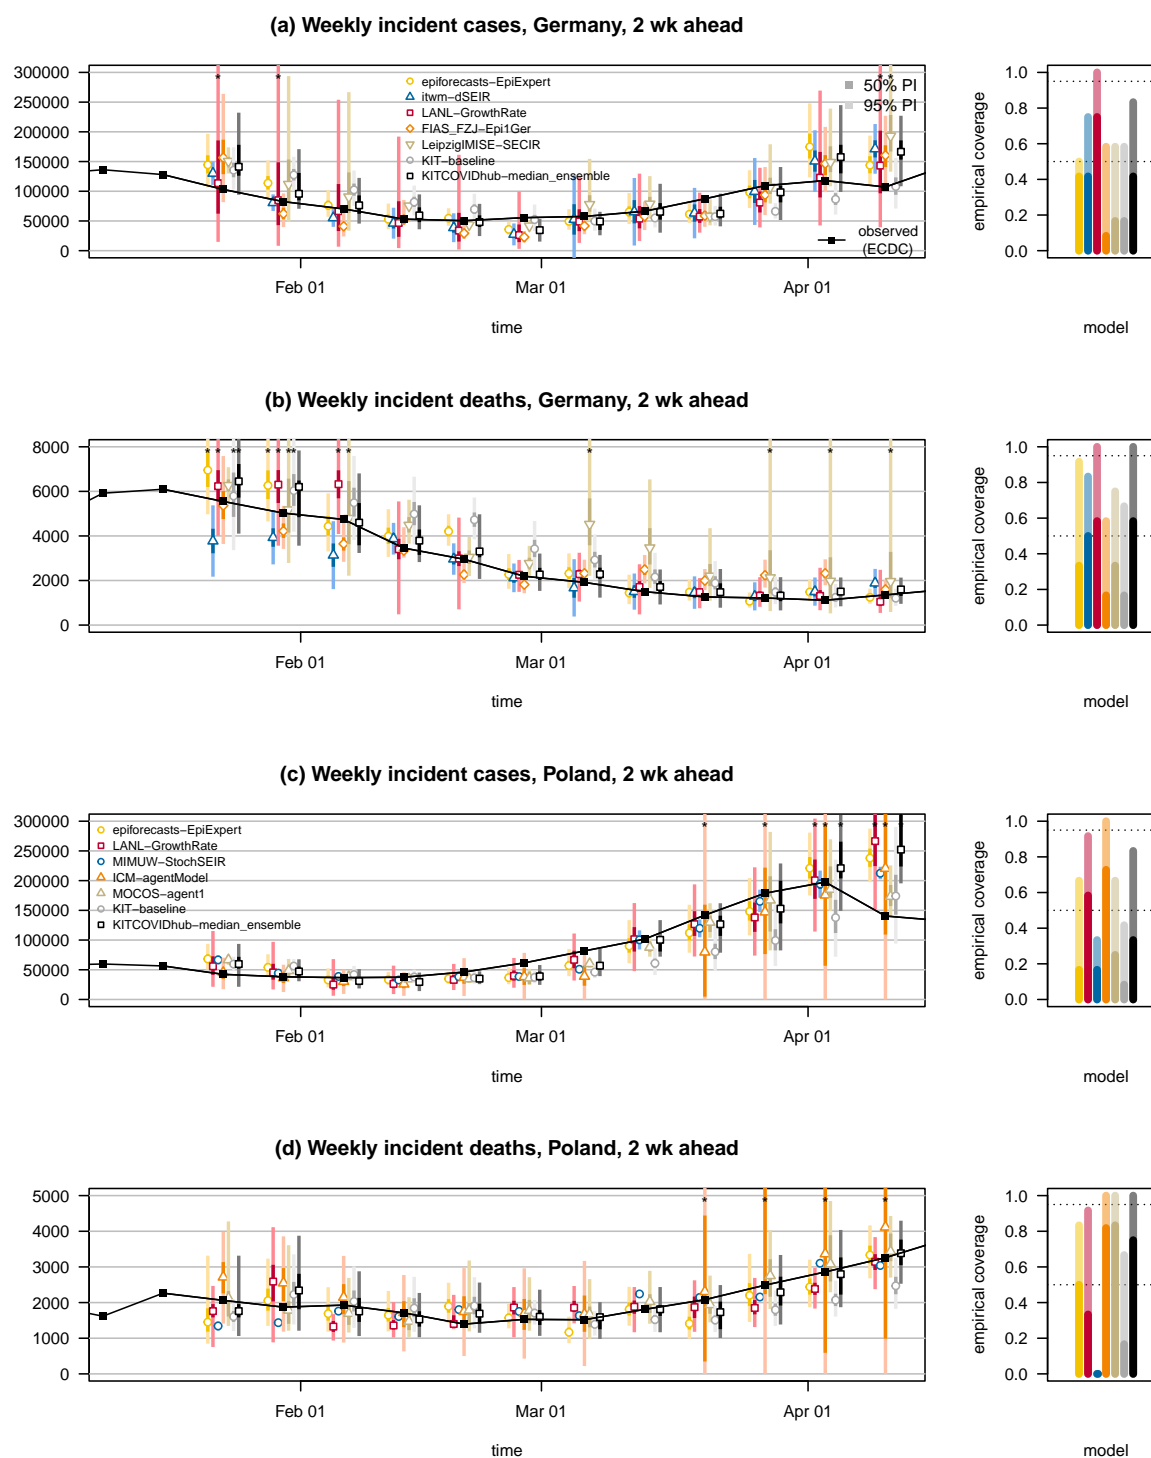 (a) Weekly incident cases, Germany, 2 wk ahead
300000
250000
200000
150000
100000
50000
0
epiforecasts−EpiExpert
itwm−dSEIR
LANL−GrowthRate
FIAS_FZJ−Epi1Ger
LeipzigIMISE−SECIR
KIT−baseline
KITCOVIDhub−median_ensemble
50% PI
95% PI
observed
(ECDC)
Feb 01
Mar 01
Apr 01
time
empirical coverage
1.0
0.8
0.6
0.4
0.2
0.0
model
(b) Weekly incident deaths, Germany, 2 wk ahead
8000
6000
4000
2000
0
Feb 01
Mar 01
Apr 01
time
empirical coverage
1.0
0.8
0.6
0.4
0.2
0.0
model
(c) Weekly incident cases, Poland, 2 wk ahead
300000
250000
200000
150000
100000
50000
0
epiforecasts−EpiExpert
LANL−GrowthRate
MIMUW−StochSEIR
ICM−agentModel
MOCOS−agent1
KIT−baseline
KITCOVIDhub−median_ensemble
Feb 01
Mar 01
Apr 01
time
empirical coverage
1.0
0.8
0.6
0.4
0.2
0.0
model
(d) Weekly incident deaths, Poland, 2 wk ahead
5000
4000
3000
2000
1000
0
Feb 01
Mar 01
Apr 01
time
empirical coverage
1.0
0.8
0.6
0.4
0.2
0.0
model